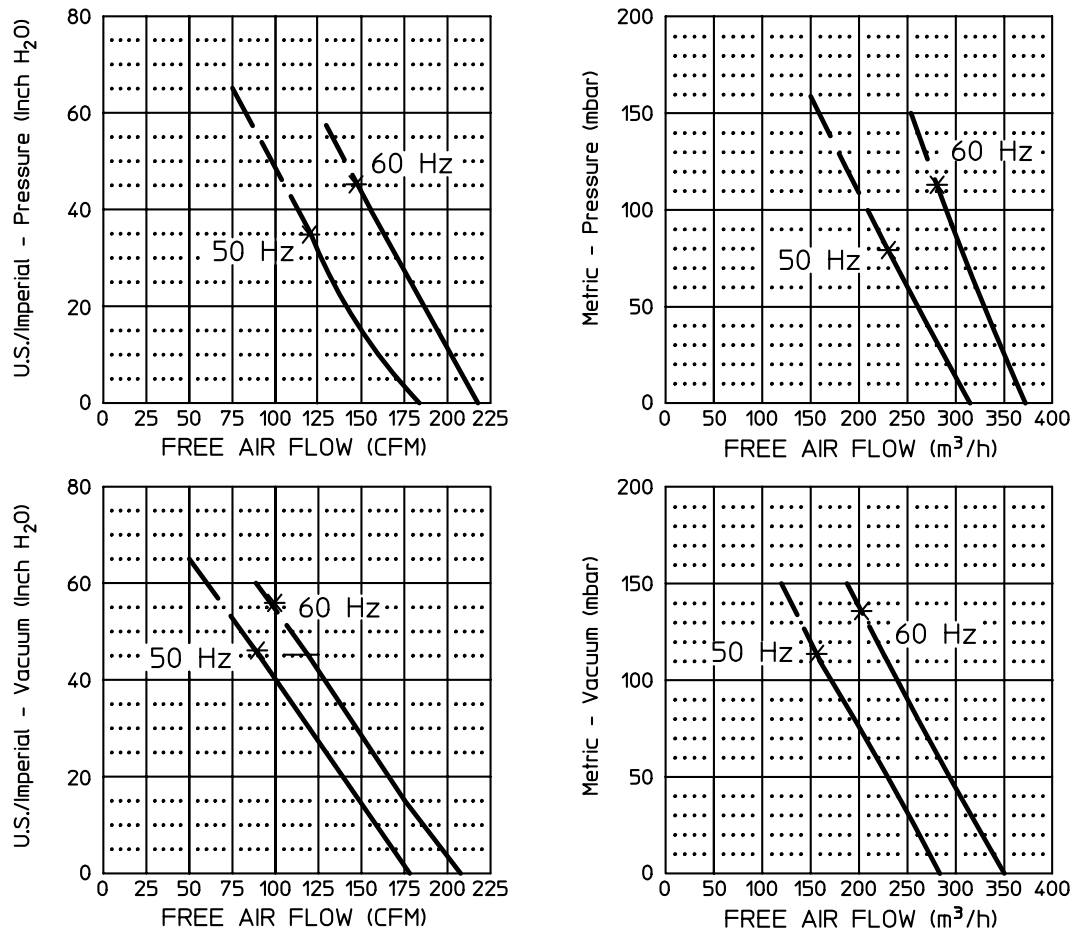 U.S./Imperial - Pressure (Inch H₂O)
80
60
40
20
0
60 Hz
50 Hz
0 25 50 75 100 125 150 175 200 225
FREE AIR FLOW (CFM)
Metric - Pressure (mbar)
200
150
100
50
0
60 Hz
50 Hz
0 50 100 150 200 250 300 350 400
FREE AIR FLOW (m³/h)
U.S./Imperial - Vacuum (Inch H₂O)
80
60
40
20
0
60 Hz
50 Hz
0 25 50 75 100 125 150 175 200 225
FREE AIR FLOW (CFM)
Metric - Vacuum (mbar)
200
150
100
50
0
60 Hz
50 Hz
0 50 100 150 200 250 300 350 400
FREE AIR FLOW (m³/h)